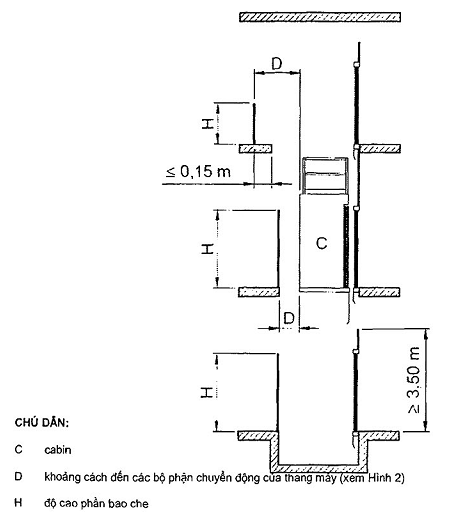 D
H
≤ 0,15 m
H
C
D
H
≥ 3,50 m
CHÚ DẪN:
C cabin
D khoảng cách đến các bộ phận chuyển động của thang máy (xem Hình 2)
H độ cao phần bao che